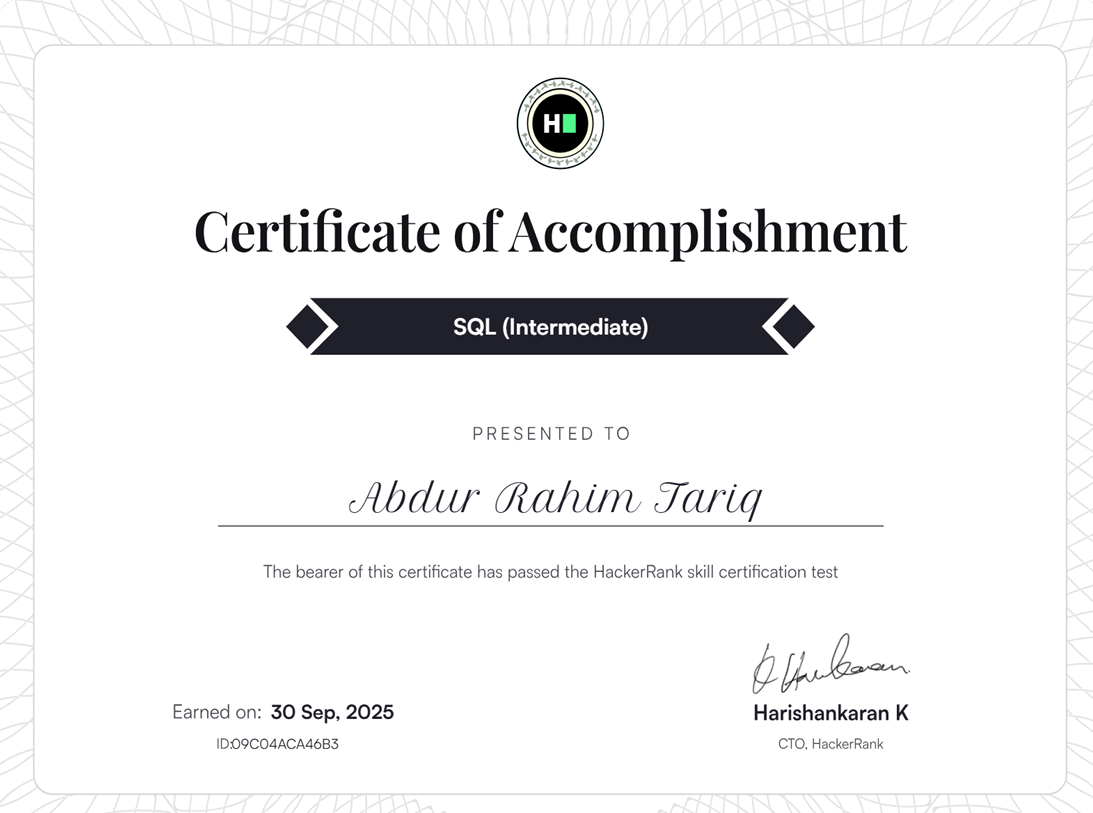 H
Certificate of Accomplishment
SQL (Intermediate)
PRESENTED TO
Abdur Rahim Tariq
The bearer of this certificate has passed the HackerRank skill certification test
Earned on: 30 Sep, 2025
ID:09C04ACA46B3
Harishankaran K
CTO, HackerRank